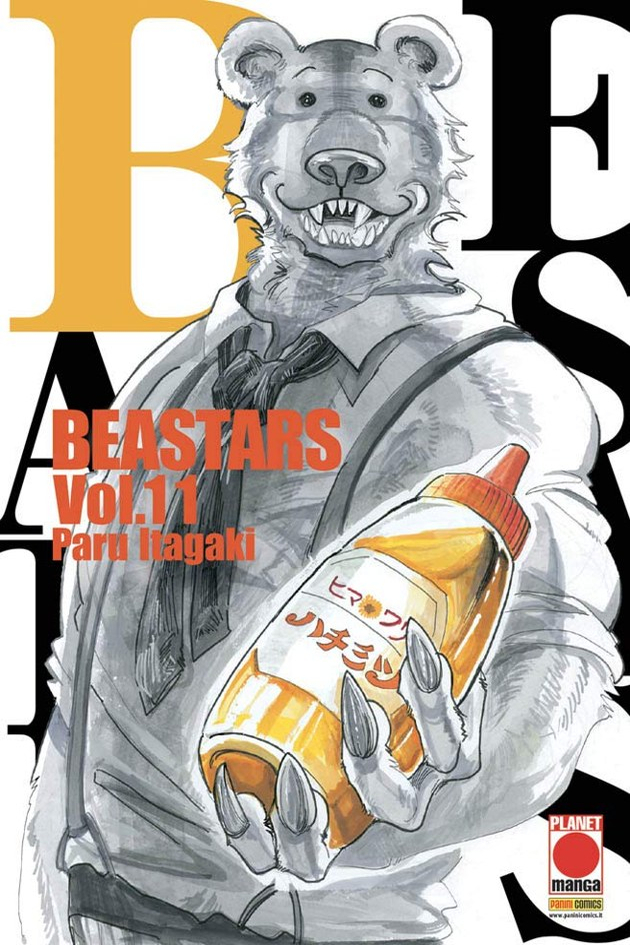 BEASTARS
BEASTARS
Vol.11
Paru Itagaki
ヒマワ
ハチミツ
PLANET
manga
PANINI COMICS
www.paninicomics.it